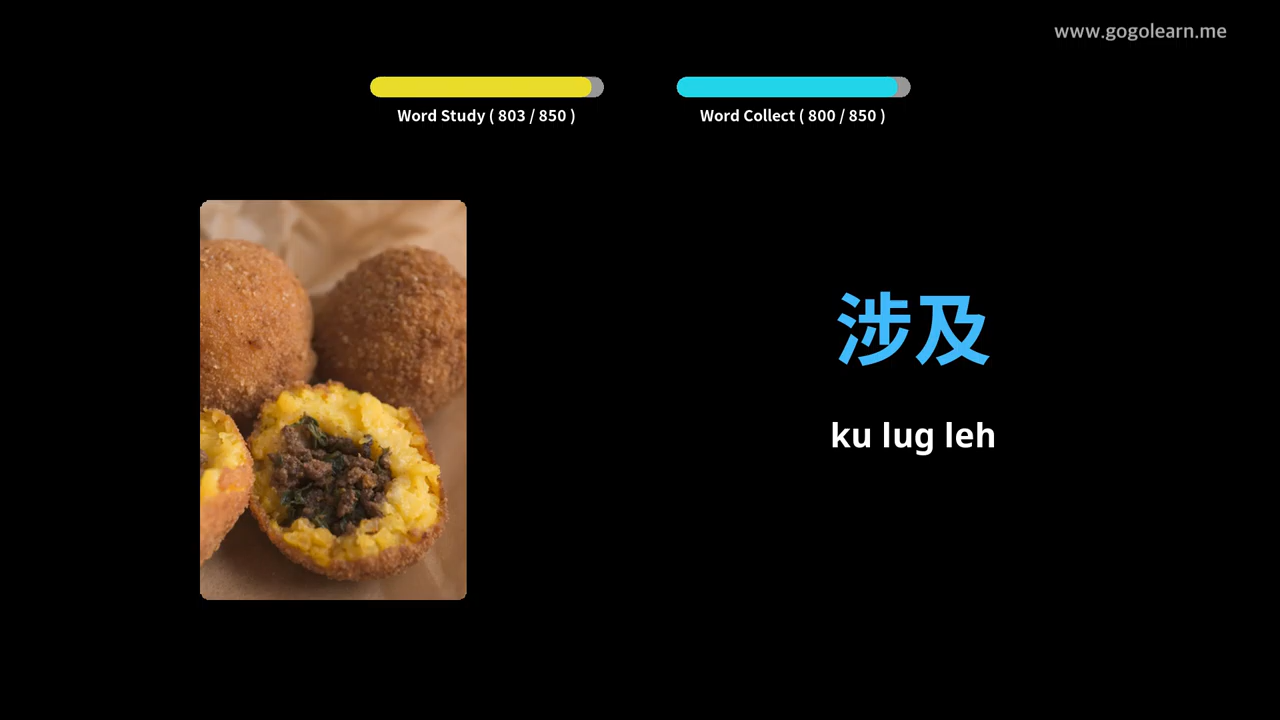 www.gogolearn.me
Word Study ( 803 / 850 )
Word Collect ( 800 / 850 )
涉及
ku lug leh